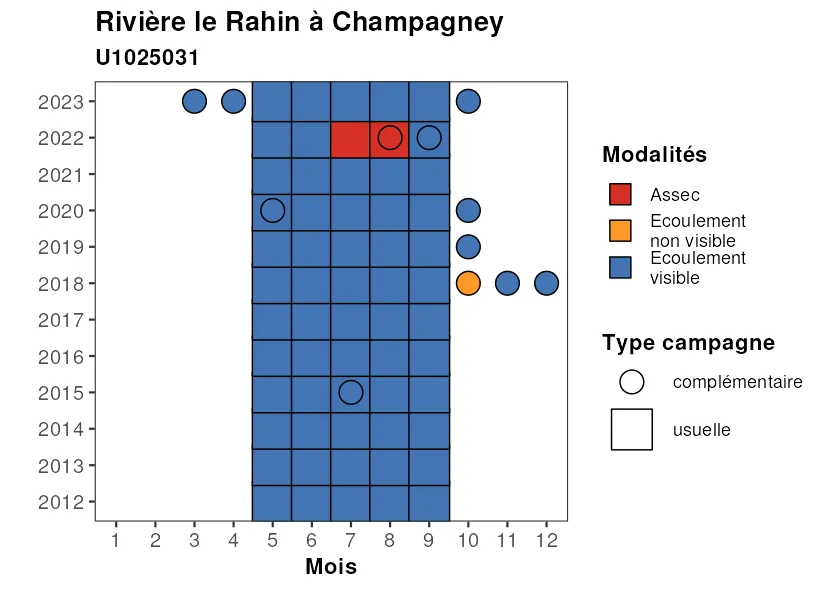 Rivière le Rahin à Champagney
U1025031
2023
2022
2021
2020
2019
2018
2017
2016
2015
2014
2013
2012
1 2 3 4 5 6 7 8 9 10 11 12
Mois
Modalités
Assec
Ecoulement
non visible
Ecoulement
visible
Type campagne
complémentaire
usuelle